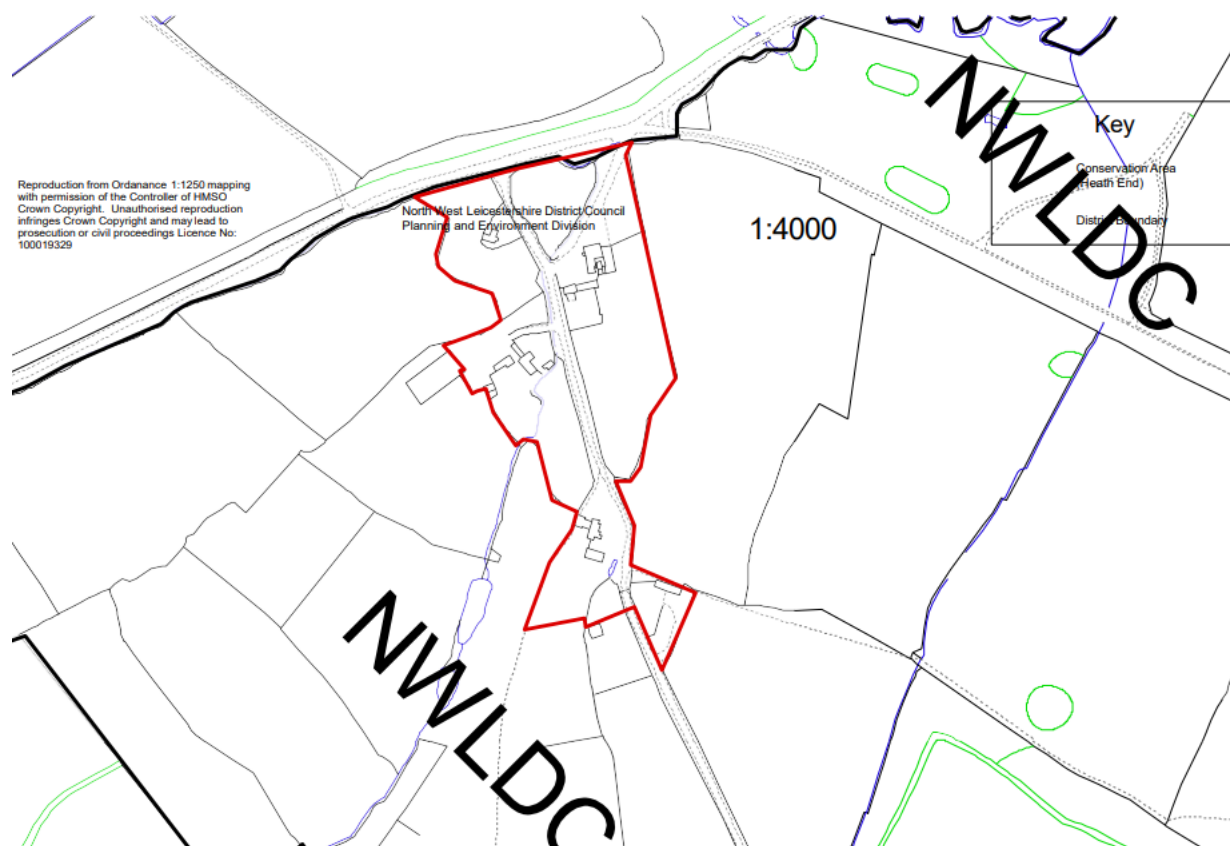 NWLDC
Key
Conservation Area
(Heath End)
District Boundary
Reproduction from Ordanance 1:1250 mapping
with permission of the Controller of HMSO
Crown Copyright. Unauthorised reproduction
infringes Crown Copyright and may lead to
prosecution or civil proceedings Licence No:
100019329
North West Leicestershire District Council
Planning and Environment Division
1:4000
NWLDC